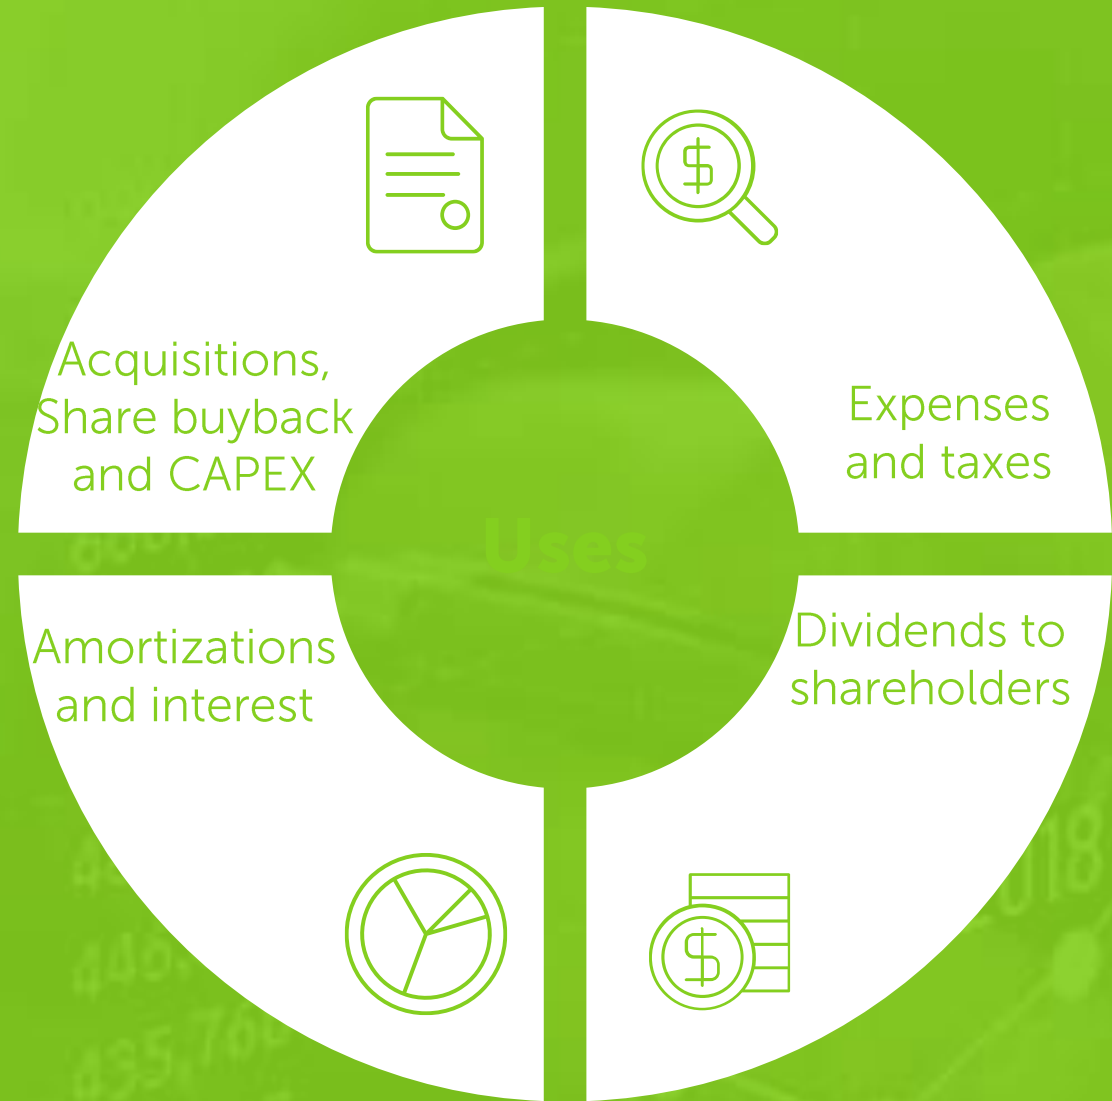 Acquisitions,
Share buyback
and CAPEX
Expenses
and taxes
Uses
Amortizations
and interest
Dividends to
shareholders